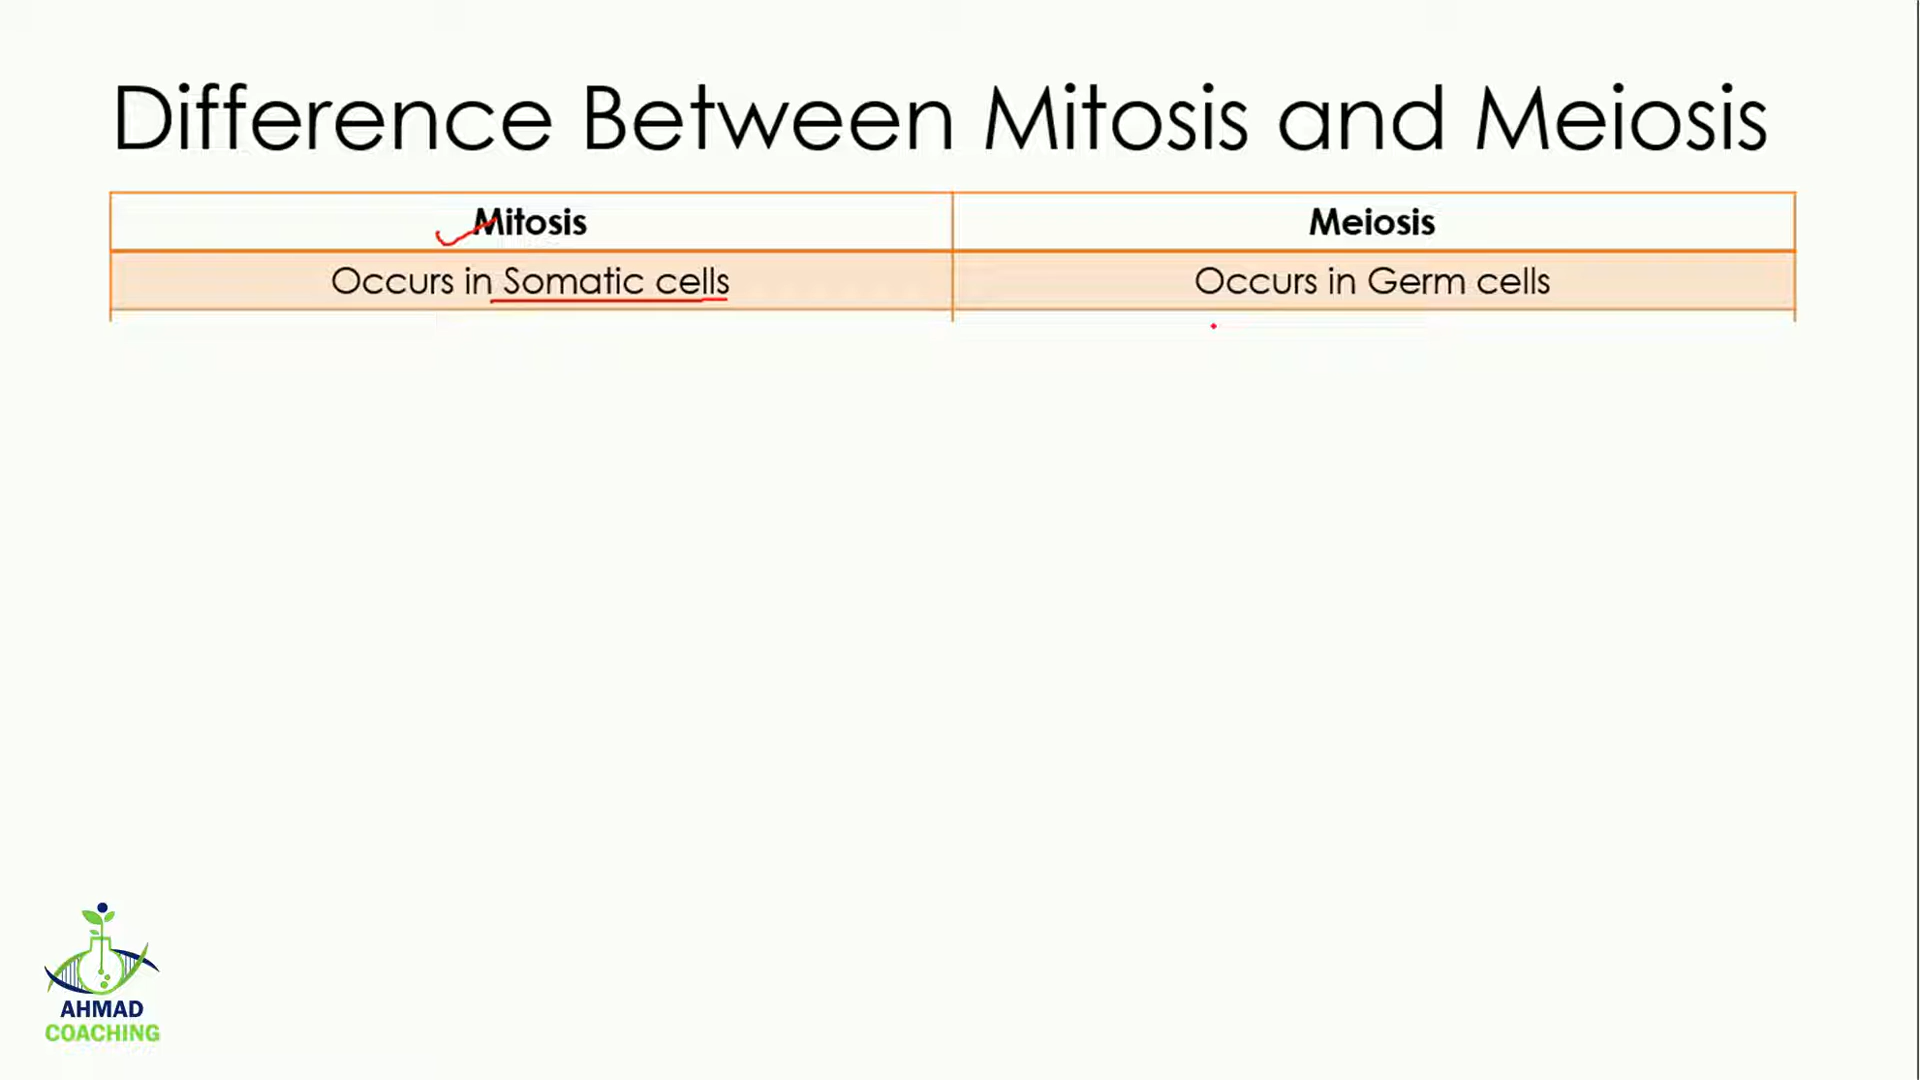 Difference Between Mitosis and Meiosis
Mitosis Meiosis
Occurs in Somatic cells Occurs in Germ cells
AHMAD
COACHING